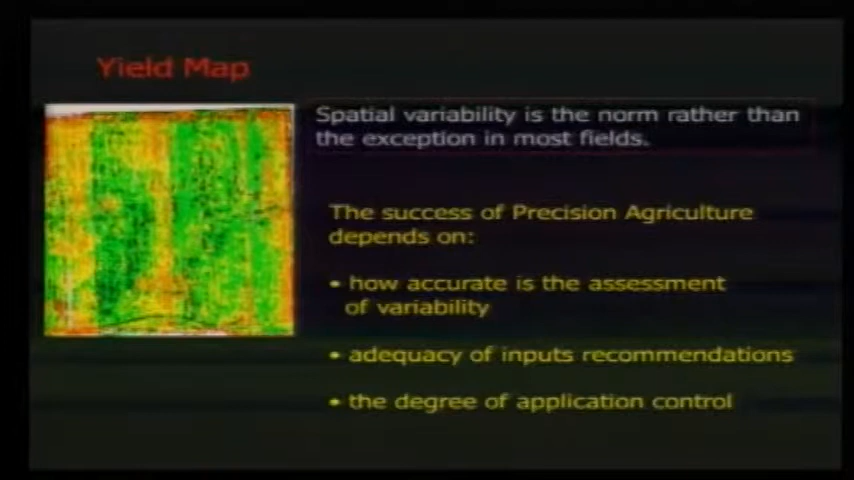 Yield Map
Spatial variability is the norm rather than
the exception in most fields.
The success of Precision Agriculture
depends on:
• how accurate is the assessment
of variability
• adequacy of inputs recommendations
• the degree of application control